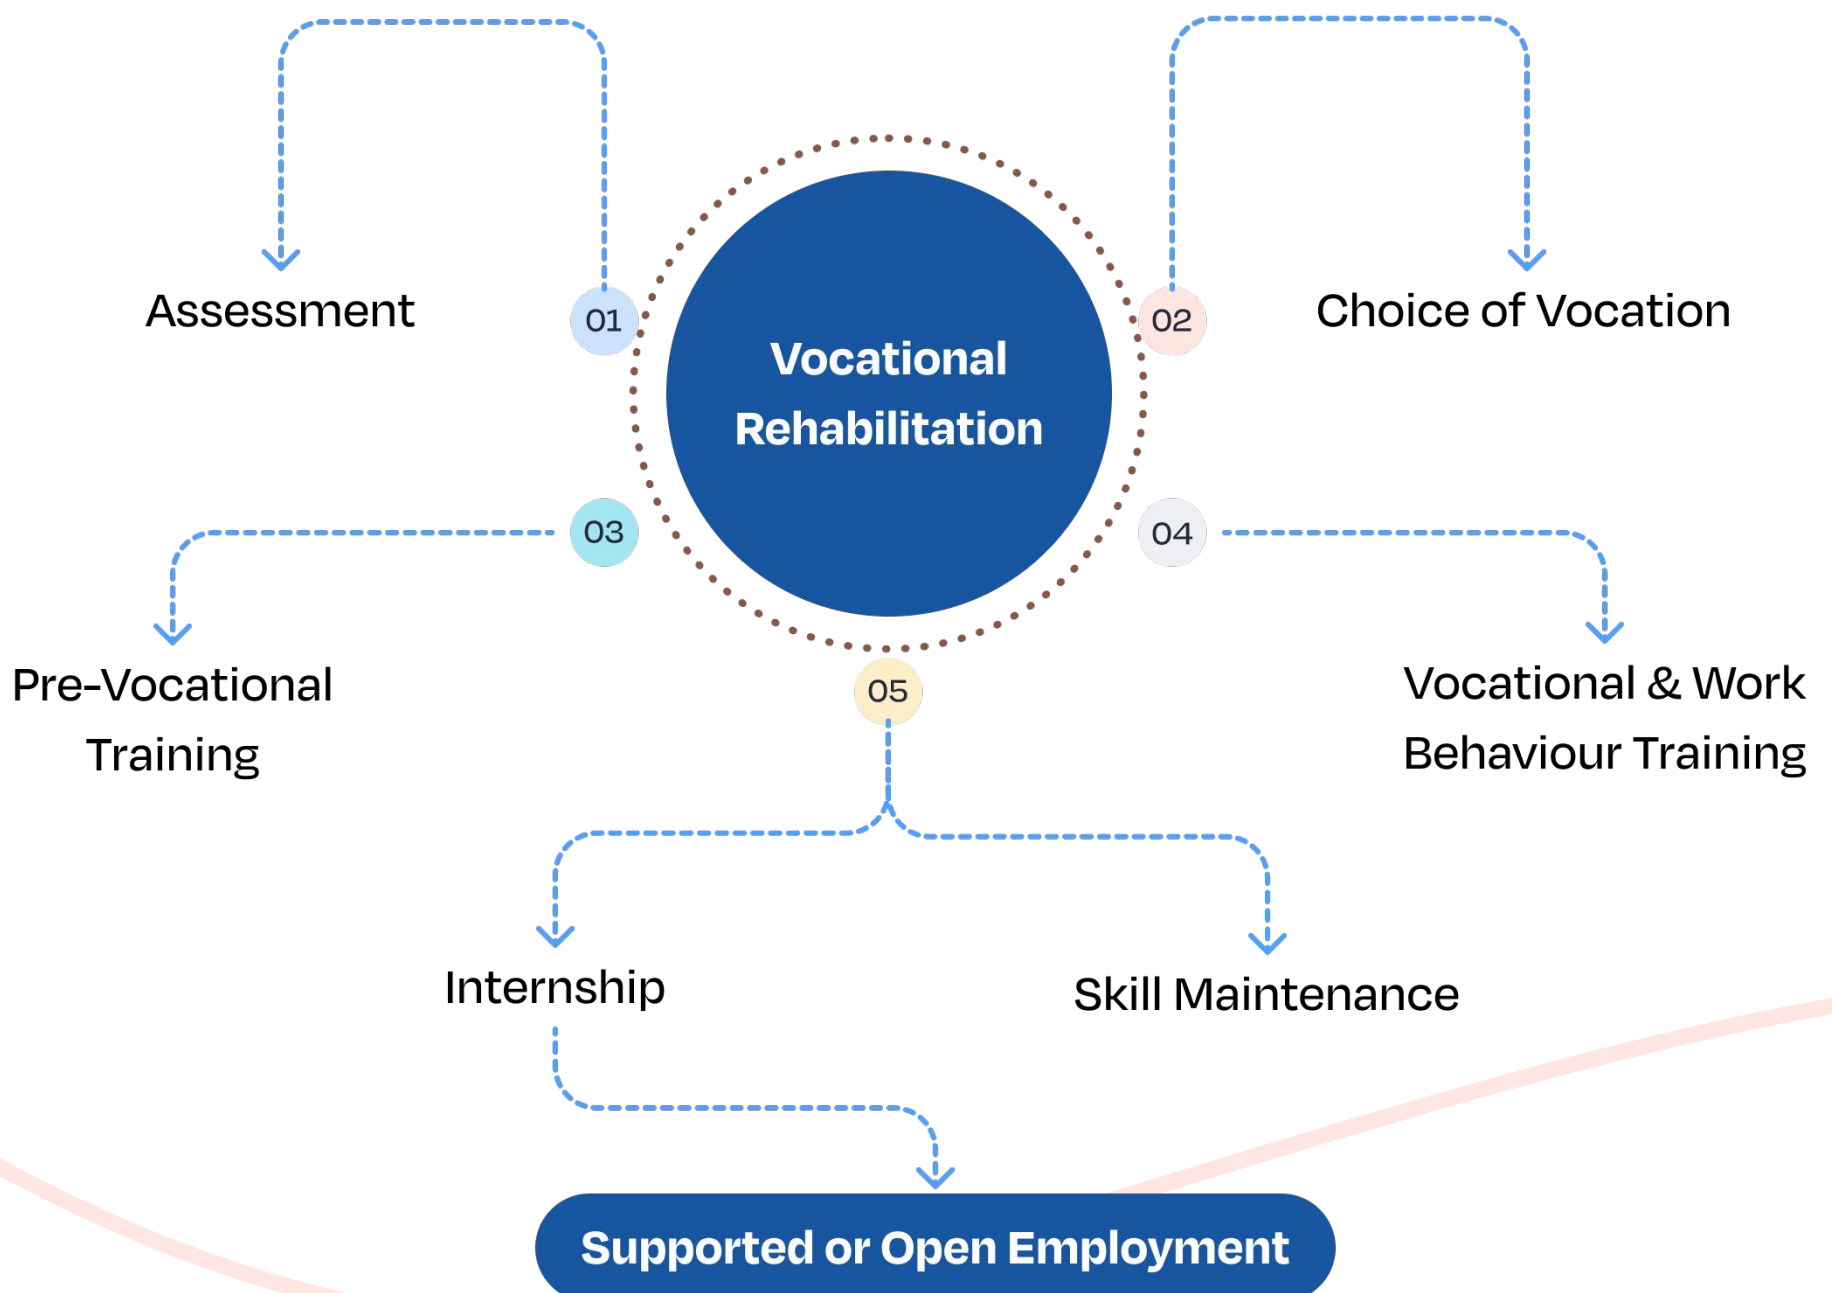 Vocational
Rehabilitation
01
Assessment
02
Choice of Vocation
03
Pre-Vocational
Training
04
Vocational & Work
Behaviour Training
05
Internship
Skill Maintenance
Supported or Open Employment